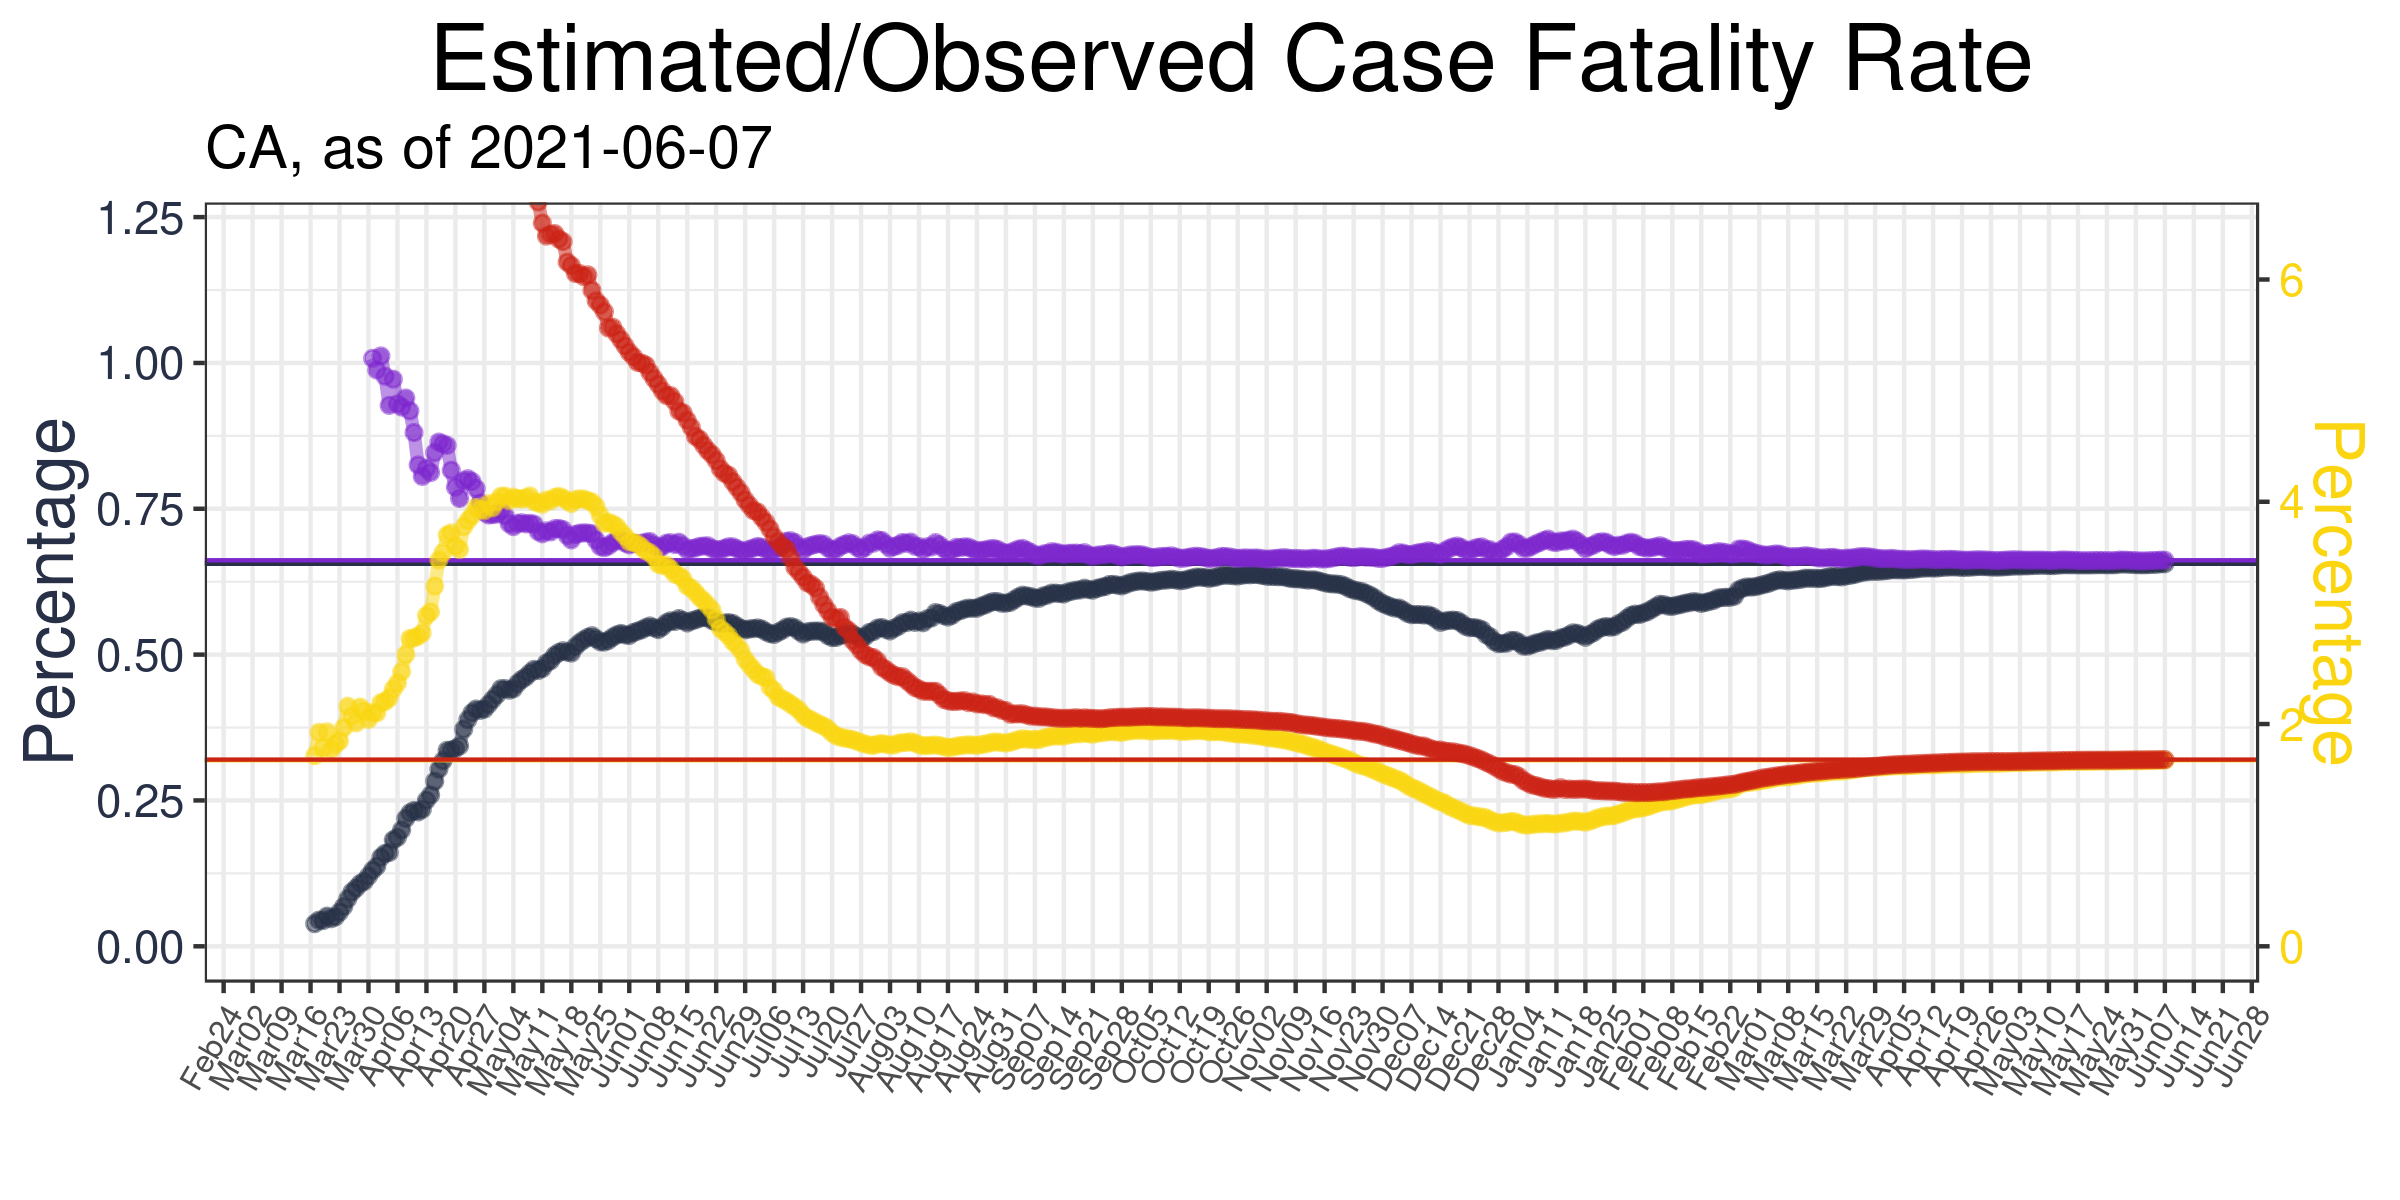 Estimated/Observed Case Fatality Rate
CA, as of 2021-06-07
Percentage
1.25
1.00
0.75
0.50
0.25
0.00
6
4
2
0
Percentage
Feb24
Mar02
Mar09
Mar16
Mar23
Mar30
Apr06
Apr13
Apr20
Apr27
May04
May11
May18
May25
Jun01
Jun08
Jun15
Jun22
Jun29
Jul06
Jul13
Jul20
Jul27
Aug03
Aug10
Aug17
Aug24
Aug31
Sep07
Sep14
Sep21
Sep28
Oct05
Oct12
Oct19
Oct26
Nov02
Nov09
Nov16
Nov23
Nov30
Dec07
Dec14
Dec21
Dec28
Jan04
Jan11
Jan18
Jan25
Feb01
Feb08
Feb15
Feb22
Mar01
Mar08
Mar15
Mar22
Mar29
Apr05
Apr12
Apr19
Apr26
May03
May10
May17
May24
May31
Jun07
Jun14
Jun21
Jun28